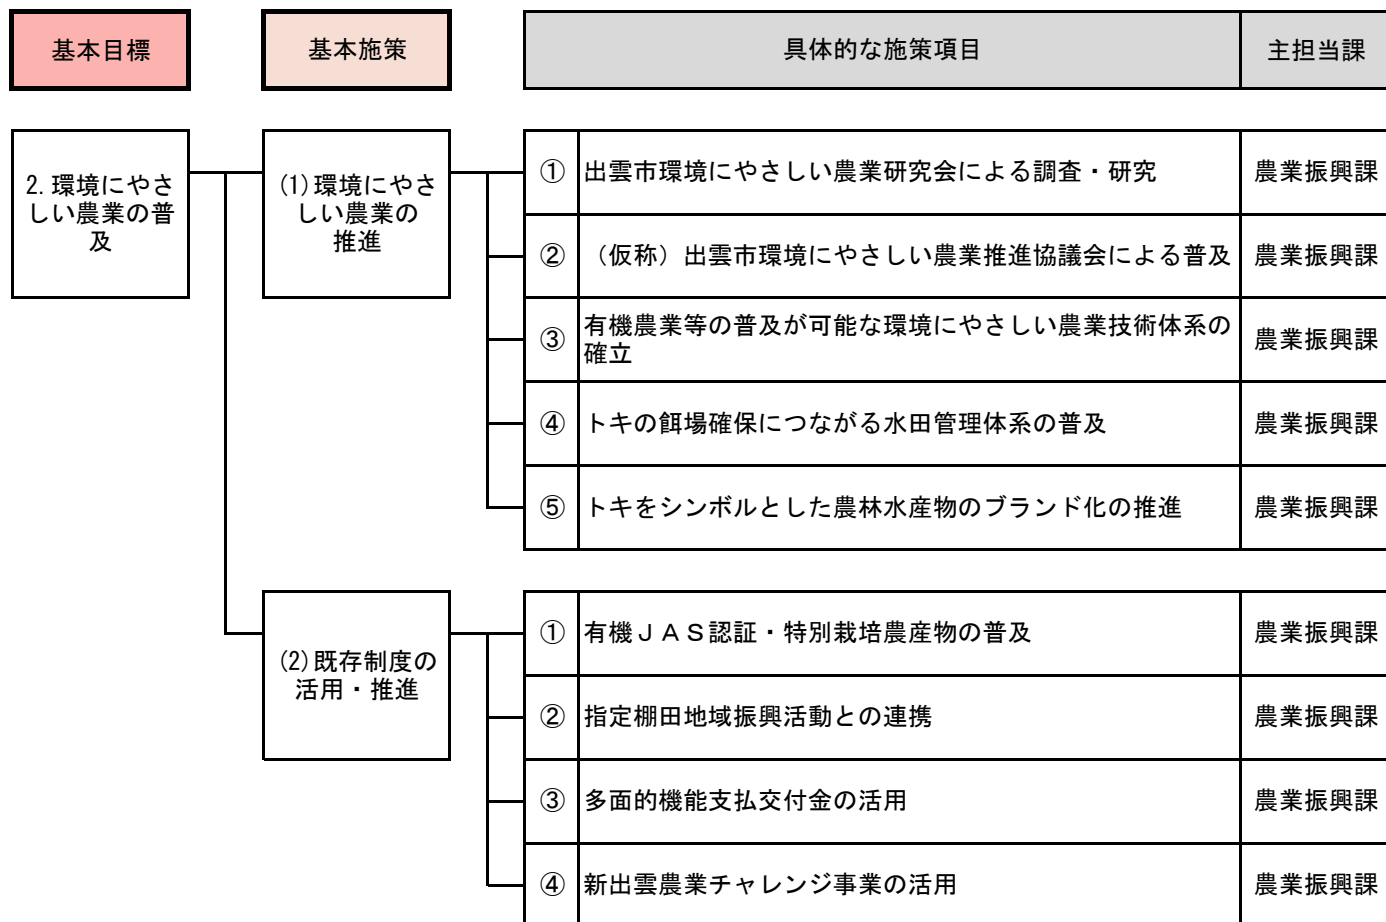 基本目標
基本施策
具体的な施策項目
主担当課
2.環境にやさ
しい農業の普
及
(1)環境にやさ
しい農業の
推進
① 出雲市環境にやさしい農業研究会による調査・研究 農業振興課
② (仮称)出雲市環境にやさしい農業推進協議会による普及 農業振興課
③ 有機農業等の普及が可能な環境にやさしい農業技術体系の
確立 農業振興課
④ トキの餌場確保につながる水田管理体系の普及 農業振興課
⑤ トキをシンボルとした農林水産物のブランド化の推進 農業振興課
(2)既存制度の
活用・推進
① 有機JAS認証・特別栽培農産物の普及 農業振興課
② 指定棚田地域振興活動との連携 農業振興課
③ 多面的機能支払交付金の活用 農業振興課
④ 新出雲農業チャレンジ事業の活用 農業振興課